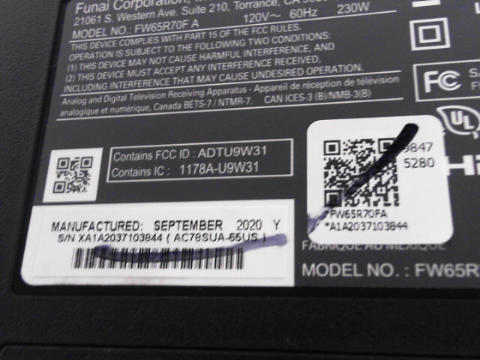 Funai Corporation,
21061 S. Western Ave. Suite 210, Torrance, CA
MODEL NO.: FW65R70F A 120V~ 60Hz 230W
THIS DEVICE COMPLIES WITH PART 15 OF THE FCC RULES.
OPERATION IS SUBJECT TO THE FOLLOWING TWO CONDITIONS:
(1) THIS DEVICE MAY NOT CAUSE HARMFUL INTERFERENCE, AND
(2) THIS DEVICE MUST ACCEPT ANY INTERFERENCE RECEIVED,
INCLUDING INTERFERENCE THAT MAY CAUSE UNDESIRED OPERATION.
Analog and Digital Television Receiving Apparatus - Appareil de réception de télévision
analogique et numérique, Canada BETS-7 / NTMR-7. CAN ICES-3 (B)/NMB-3(B)
FC
UL
Contains FCC ID : ADTU9W31
Contains IC : 1178A-U9W31
9847
5280
FW65R70FA
*A1A2037103844
MANUFACTURED: SEPTEMBER 2020 Y
S/N XA1A2037103844 ( AC78SUA-65US )
FABRIQUÉ AU MEXIQUE
MODEL NO. : FW65R7